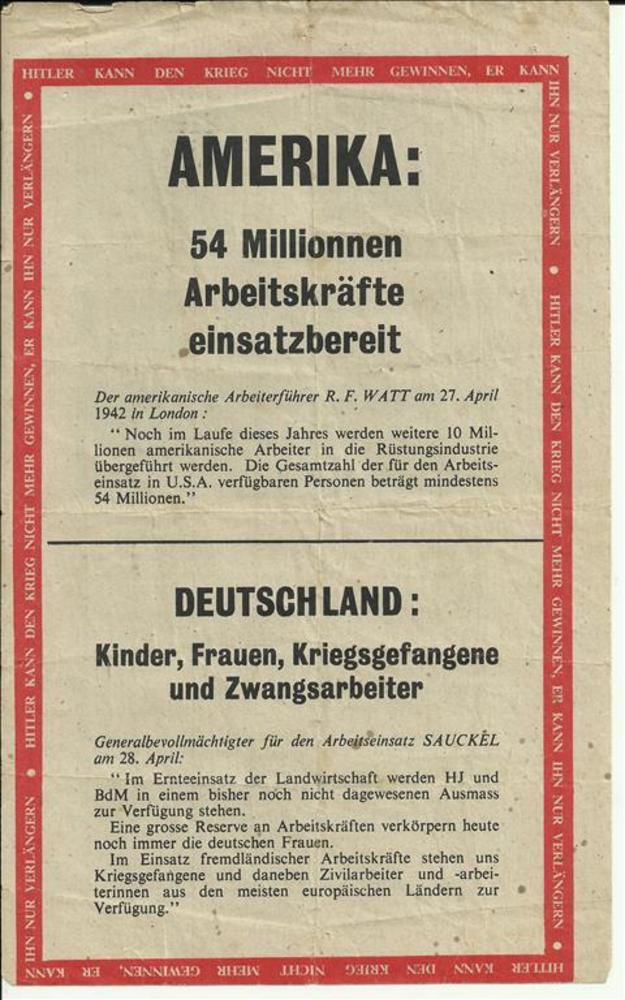 HITLER KANN DEN KRIEG NICHT MEHR GEWINNEN, ER KANN
IHN NUR VERLÄNGERN • HITLER KANN DEN KRIEG NICHT MEHR GEWINNEN, ER KANN IHN NUR VERLÄNGERN •
HITLER KANN DEN KRIEG NICHT MEHR GEWINNEN, ER KANN
IHN NUR VERLÄNGERN • HITLER KANN DEN KRIEG NICHT MEHR GEWINNEN, ER KANN IHN NUR VERLÄNGERN •
AMERIKA:
54 Millionnen
Arbeitskräfte
einsatzbereit
Der amerikanische Arbeiterführer R. F. WATT am 27. April
1942 in London :
“ Noch im Laufe dieses Jahres werden weitere 10 Mil-
lionen amerikanische Arbeiter in die Rüstungsindustrie
übergeführt werden. Die Gesamtzahl der für den Arbeits-
einsatz in U.S.A. verfügbaren Personen beträgt mindestens
54 Millionen.”
DEUTSCHLAND :
Kinder, Frauen, Kriegsgefangene
und Zwangsarbeiter
Generalbevollmächtigter für den Arbeitseinsatz SAUCKEL
am 28. April:
“ Im Ernteeinsatz der Landwirtschaft werden HJ und
BdM in einem bisher noch nicht dagewesenen Ausmass
zur Verfügung stehen.
Eine grosse Reserve an Arbeitskräften verkörpern heute
noch immer die deutschen Frauen.
Im Einsatz fremdländischer Arbeitskräfte stehen uns
Kriegsgefangene und daneben Zivilarbeiter und -arbei-
terinnen aus den meisten europäischen Ländern zur
Verfügung.”